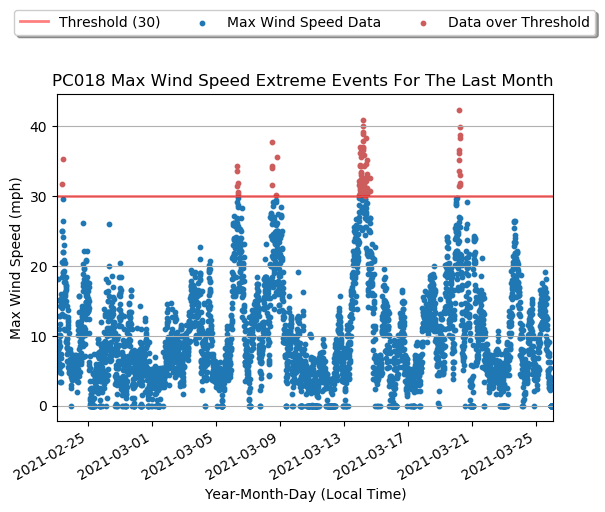 Threshold (30) Max Wind Speed Data Data over Threshold
PC018 Max Wind Speed Extreme Events For The Last Month
Max Wind Speed (mph)
40
30
20
10
0
2021-02-25 2021-03-01 2021-03-05 2021-03-09 2021-03-13 2021-03-17 2021-03-21 2021-03-25
Year-Month-Day (Local Time)